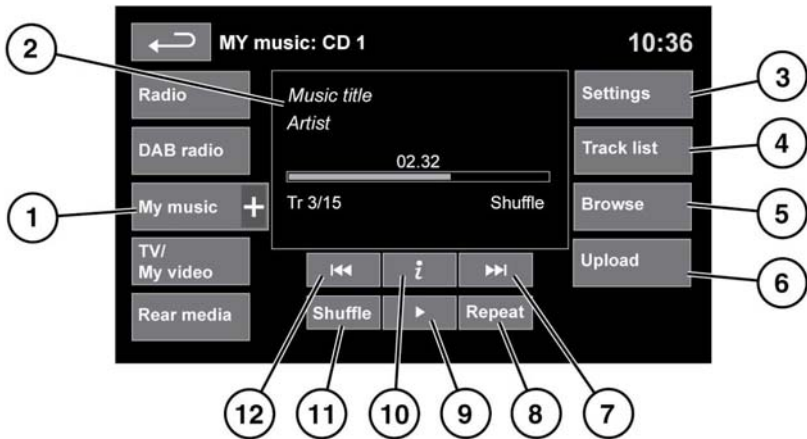 MY music: CD 1
10:36
2
Radio
Music title
Artist
Settings
3
DAB radio
02.32
Track list
4
1
My music +
Tr 3/15
Shuffle
Browse
5
TV/
My video
i
Upload
6
Rear media
Shuffle
Repeat
12
11
10
9
8
7